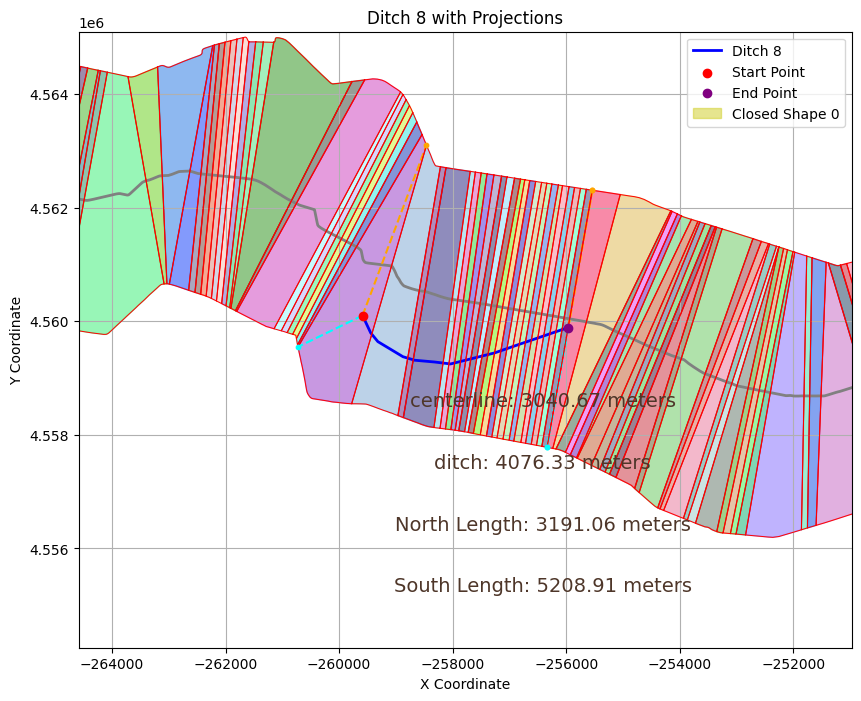 Ditch 8 with Projections
1e6
Ditch 8
Start Point
End Point
Closed Shape 0
4.564
4.562
4.560
4.558
4.556
Y Coordinate
centerline: 3040.67 meters
ditch: 4076.33 meters
North Length: 3191.06 meters
South Length: 5208.91 meters
−264000 −262000 −260000 −258000 −256000 −254000 −252000
X Coordinate